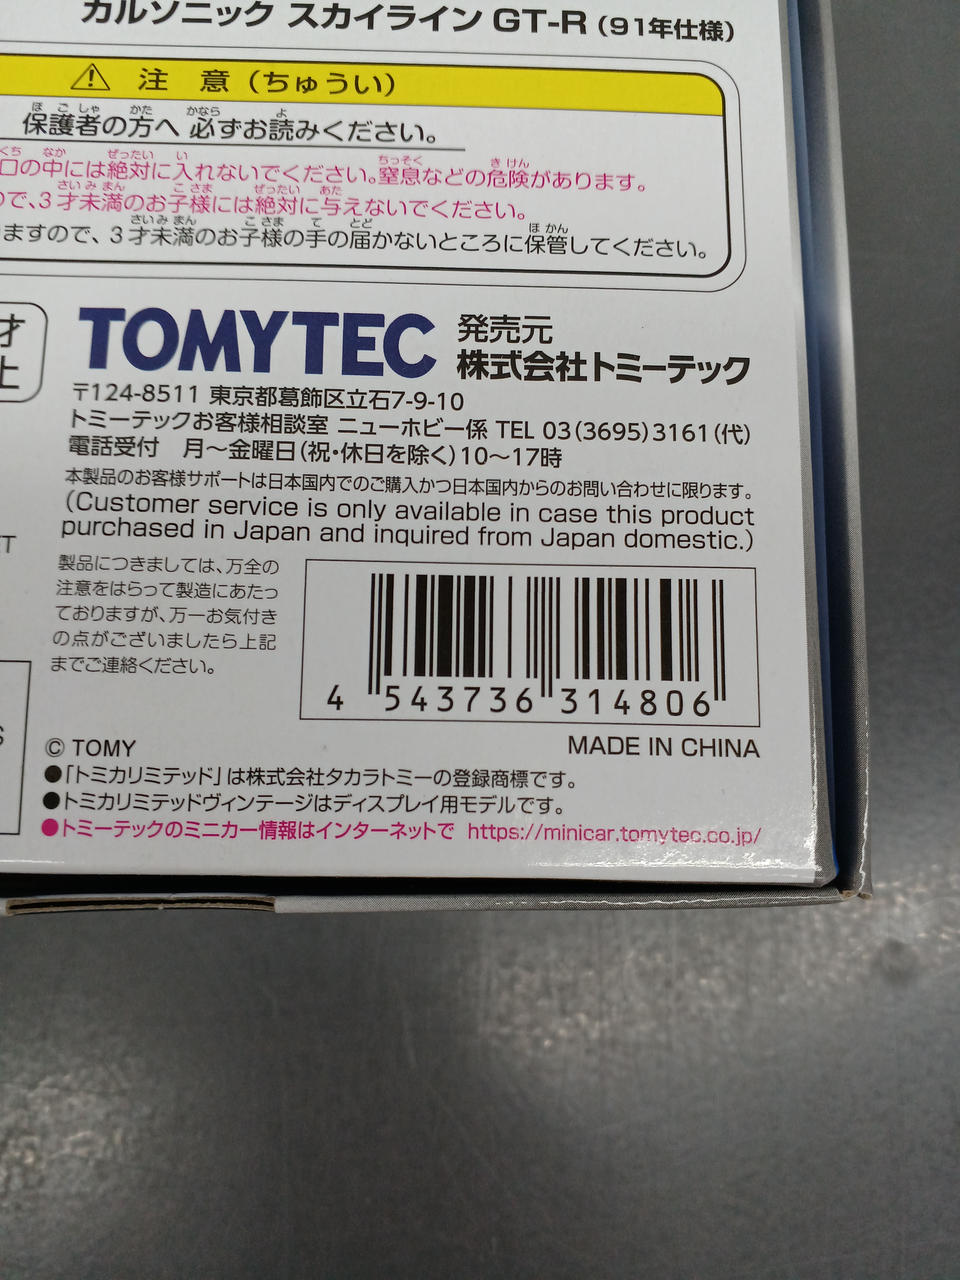 カルソニック スカイライン GT-R（91年仕様）
注 意（ちゅうい）
保護者の方へ 必ずお読みください。
口の中には絶対に入れないでください。窒息などの危険があります。
で、3才未満のお子様には絶対に与えないでください。
ますので、3才未満のお子様の手の届かないところに保管してください。
才
上
TOMYTEC 発売元
株式会社トミーテック
〒124-8511 東京都葛飾区立石7-9-10
トミーテックお客様相談室 ニューホビー係 TEL 03(3695)3161(代)
電話受付 月～金曜日(祝・休日を除く)10～17時
本製品のお客様サポートは日本国内でのご購入かつ日本国内からのお問い合わせに限ります。
(Customer service is only available in case this product
purchased in Japan and inquired from Japan domestic.)
ET
製品につきましては、万全の
注意をはらって製造にあたっ
ておりますが、万一お気付き
の点がございましたら上記
までご連絡ください。
4 543736 314806
S
© TOMY
MADE IN CHINA
●「トミカリミテッド」は株式会社タカラトミーの登録商標です。
●トミカリミテッドヴィンテージはディスプレイ用モデルです。
●トミーテックのミニカー情報はインターネットで https://minicar.tomytec.co.jp/